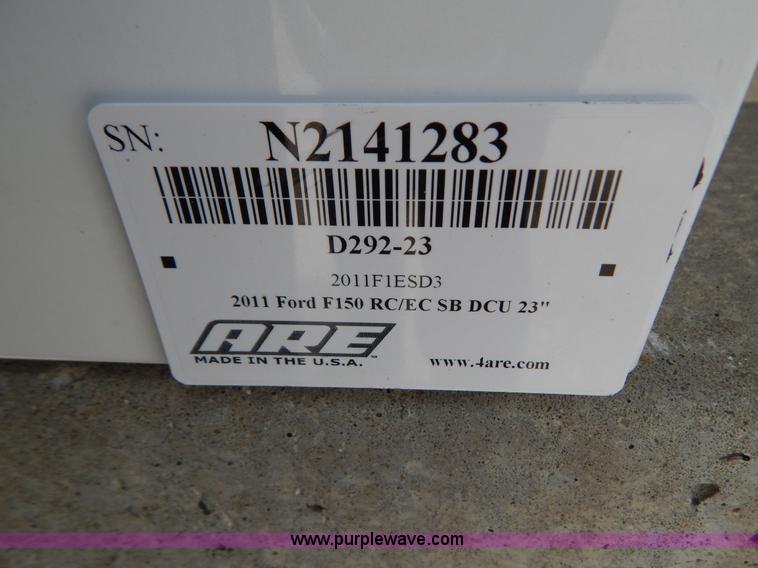 SN: N2141283
D292-23
2011F1ESD3
2011 Ford F150 RC/EC SB DCU 23"
ARE™
MADE IN THE U.S.A. www.4are.com
www.purplewave.com